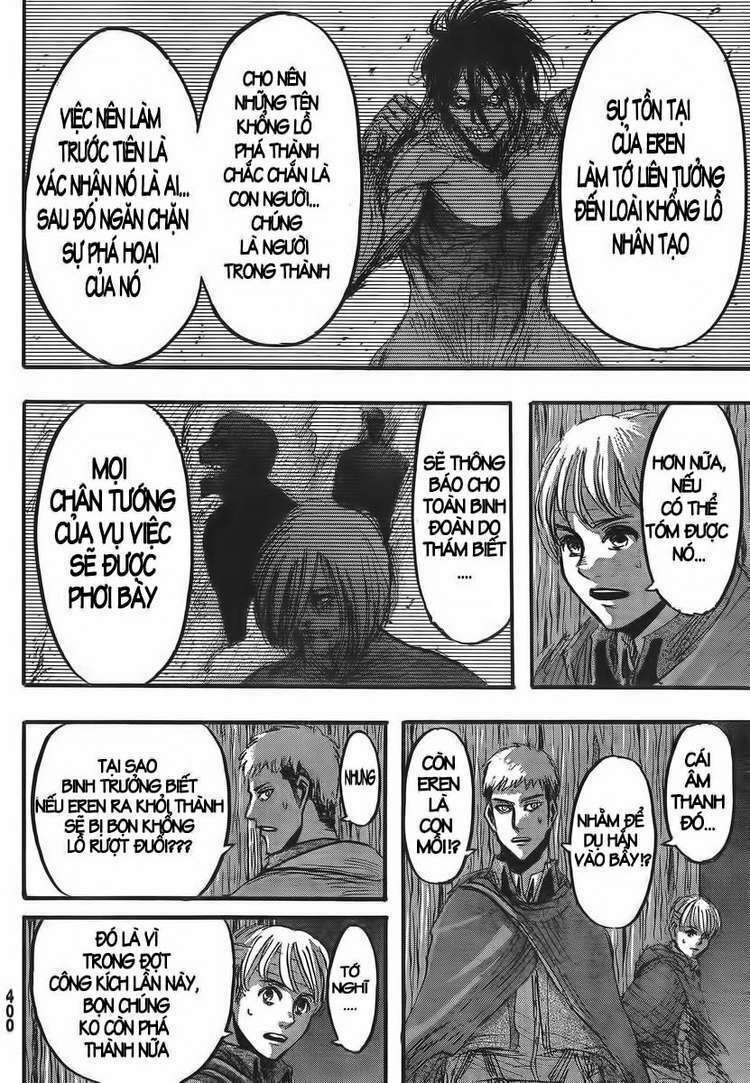 SỰ TỒN TẠI
CỦA EREN
LÀM TỚ LIÊN TƯỞNG
ĐẾN LOÀI KHỔNG LỒ
NHÂN TẠO
CHO NÊN
NHỮNG TÊN
KHỔNG LỒ
PHÁ THÀNH
CHẮC CHẮN LÀ
CON NGƯỜI...
CHÚNG
LÀ NGƯỜI
TRONG THÀNH
VIỆC NÊN LÀM
TRƯỚC TIÊN LÀ
XÁC NHẬN NÓ LÀ AI...
SAU ĐÓ NGĂN CHẶN
SỰ PHÁ HOẠI
CỦA NÓ
HƠN NỮA,
NẾU
CÓ THỂ
TÓM ĐƯỢC
NÓ...
SẼ THÔNG
BÁO CHO
TOÀN BINH
ĐOÀN DO
THÁM BIẾT
....
MỌI
CHÂN TƯỚNG
CỦA VỤ VIỆC
SẼ ĐƯỢC
PHƠI BÀY
CÁI
ÂM
THANH
ĐÓ...
NHẰM ĐỂ
DỤ HẮN
VÀO BẪY!?
CÒN
EREN
LÀ
CON
MỒI!?
NHƯNG
TẠI SAO
BINH TRƯỞNG BIẾT
NẾU EREN RA KHỎI THÀNH
SẼ BỊ BỌN KHỔNG
LỒ RƯỢT ĐUỔI???
TỚ
NGHĨ
....
ĐÓ LÀ VÌ
TRONG ĐỢT
CÔNG KÍCH LẦN NÀY,
BỌN CHÚNG
KO CÒN PHÁ
THÀNH NỮA
400